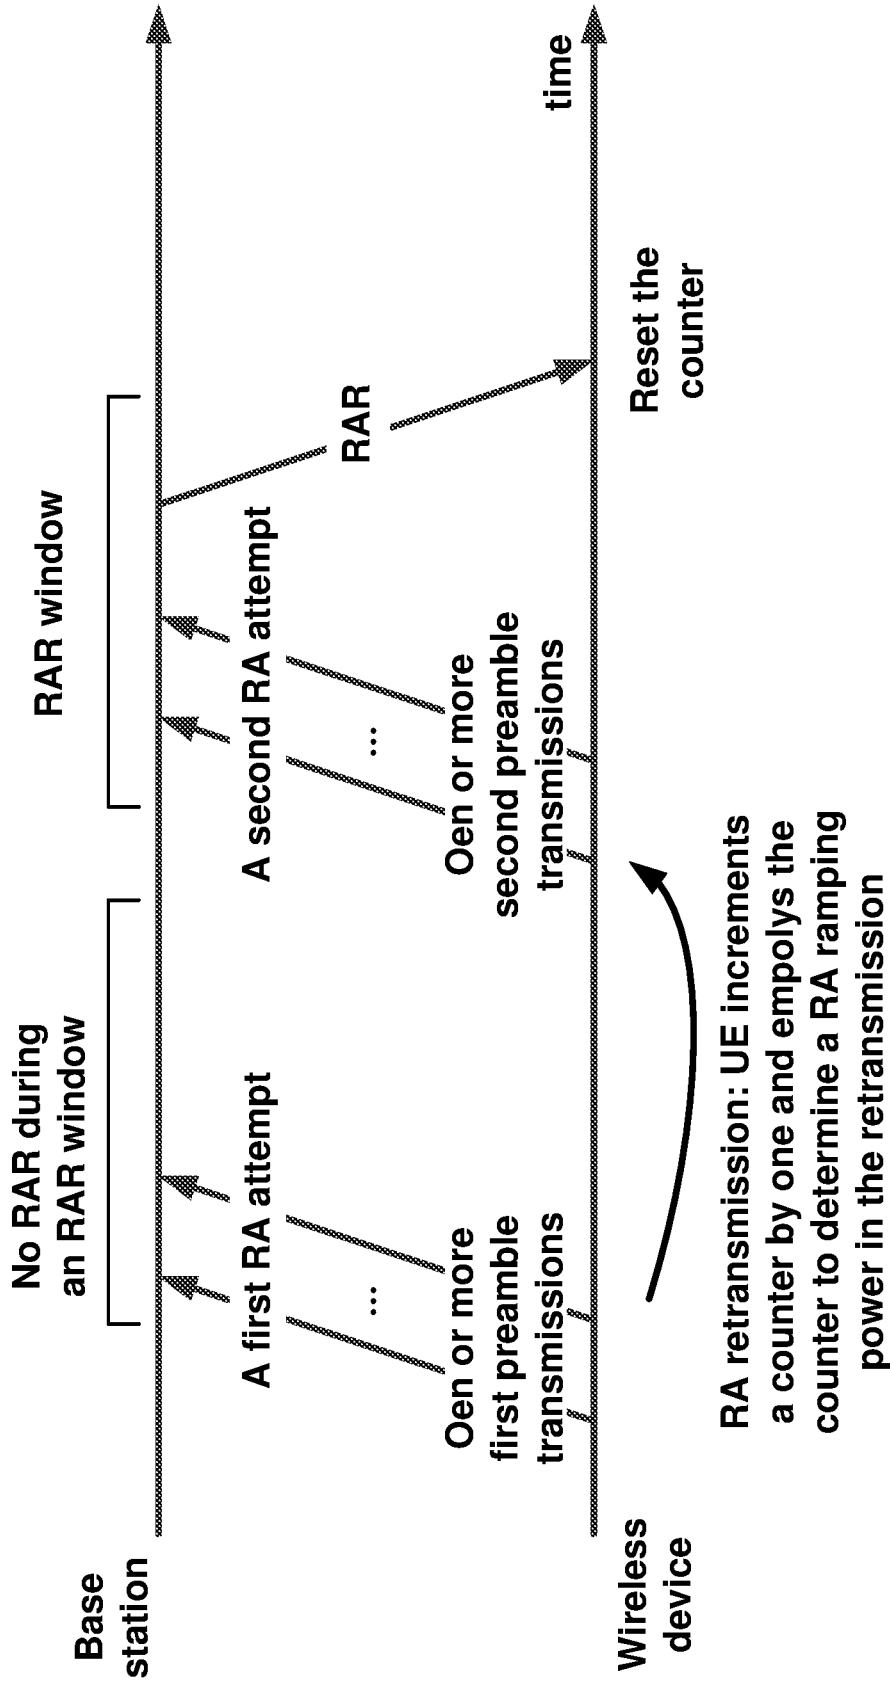 No RAR during
an RAR window
RAR window
Base
station
A first RA attempt
A second RA attempt
...
...
RAR
Oen or more
first preamble
transmissions
Oen or more
second preamble
transmissions
time
Wireless
device
Reset the
counter
RA retransmission: UE increments
a counter by one and empolys the
counter to determine a RA ramping
power in the retransmission